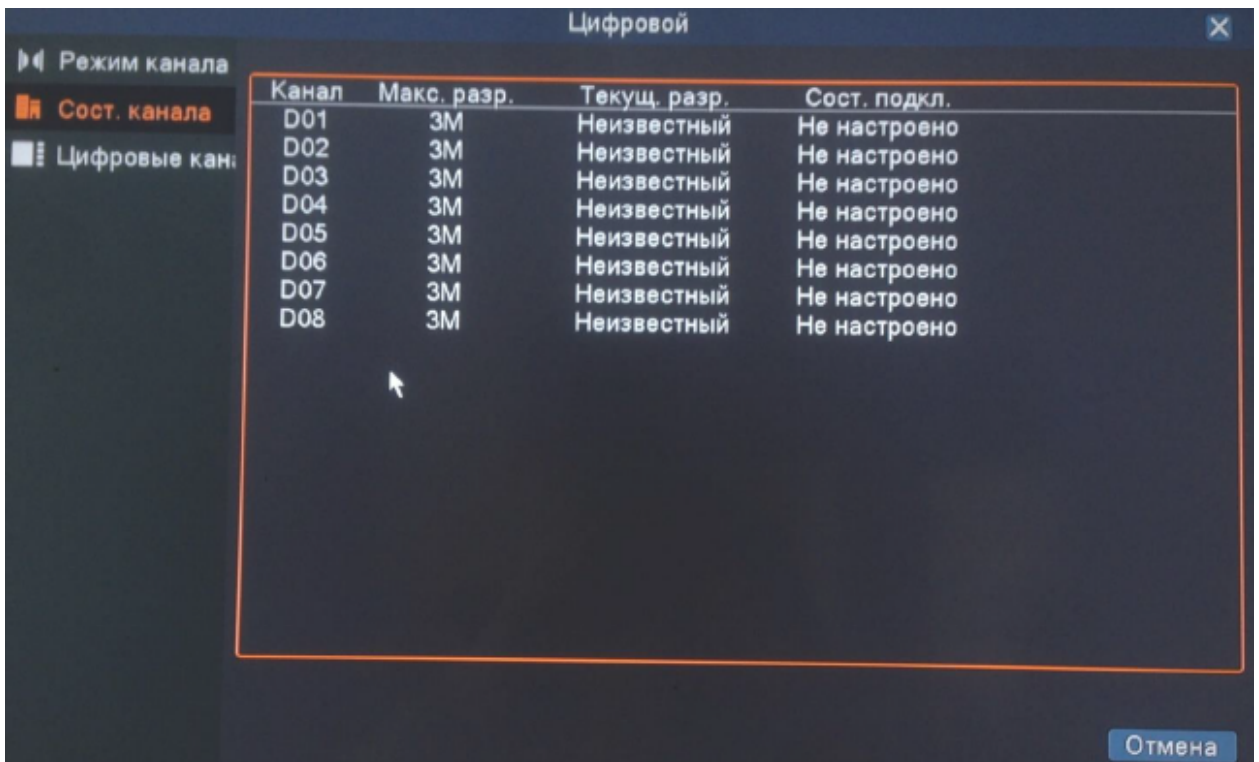 Цифровой
Режим канала
Сост. канала
Цифровые кан
Канал Макс. разр. Текущ. разр. Сост. подкл.
D01 3M Неизвестный Не настроено
D02 3M Неизвестный Не настроено
D03 3M Неизвестный Не настроено
D04 3M Неизвестный Не настроено
D05 3M Неизвестный Не настроено
D06 3M Неизвестный Не настроено
D07 3M Неизвестный Не настроено
D08 3M Неизвестный Не настроено
Отмена